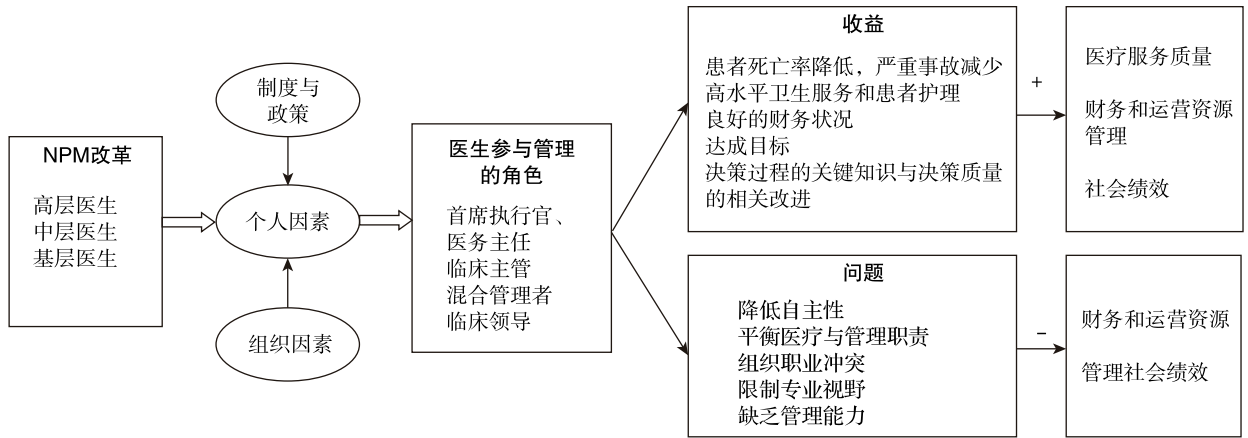 NPM改革
高层医生
中层医生
基层医生
制度与
政策
个人因素
组织因素
医生参与管理
的角色
首席执行官、
医务主任
临床主管
混合管理者
临床领导
收益
患者死亡率降低，严重事故减少
高水平卫生服务和患者护理
良好的财务状况
达成目标
决策过程的关键知识与决策质量
的相关改进
+
医疗服务质量
财务和运营资源
管理
社会绩效
问题
降低自主性
平衡医疗与管理职责
组织职业冲突
限制专业视野
缺乏管理能力
−
财务和运营资源
管理社会绩效